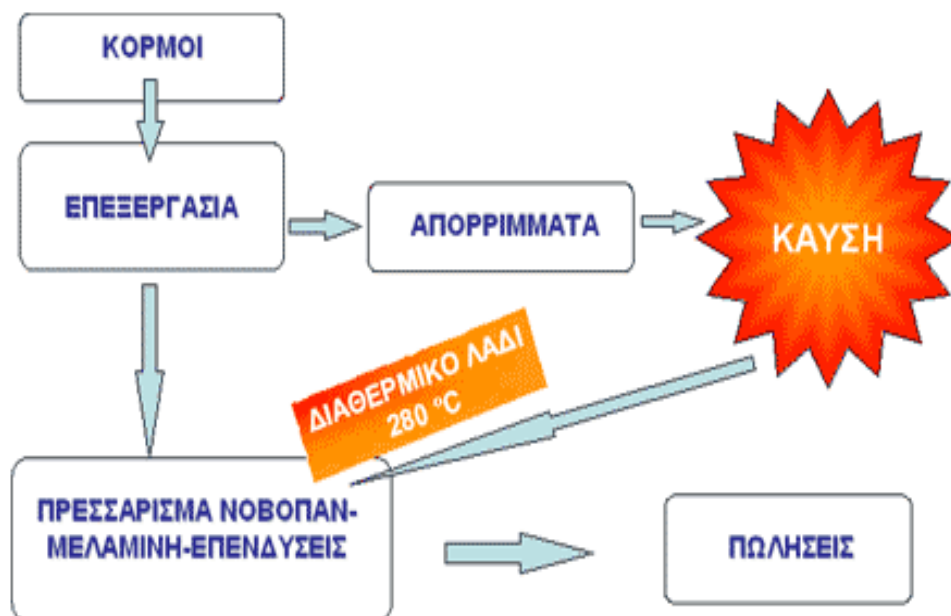 ΚΟΡΜΟΙ
ΕΠΕΞΕΡΓΑΣΙΑ
ΑΠΟΡΡΙΜΜΑΤΑ
ΚΑΥΣΗ
ΔΙΑΘΕΡΜΙΚΟ ΛΑΔΙ
280 °C
ΠΡΕΣΣΑΡΙΣΜΑ ΝΟΒΟΠΑΝ-
ΜΕΛΑΜΙΝΗ-ΕΠΕΝΔΥΣΕΙΣ
ΠΩΛΗΣΕΙΣ